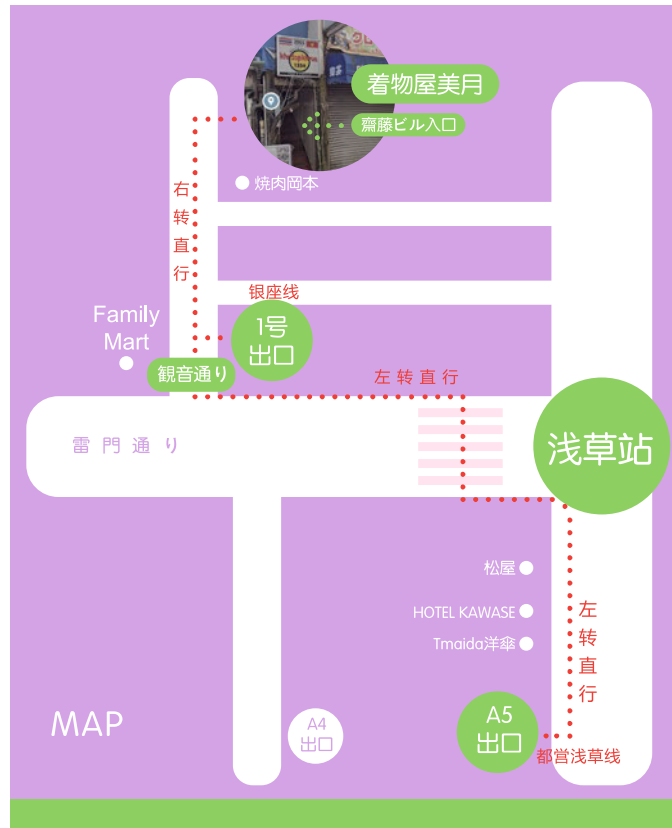 着物屋美月
齋藤ビル入口
焼肉岡本
右转直行
银座线
1号
出口
Family
Mart
観音通り
左转直行
雷門通り
浅草站
松屋
HOTEL KAWASE
Tmaida洋傘
左转直行
A5
出口
都営浅草线
A4
出口
MAP